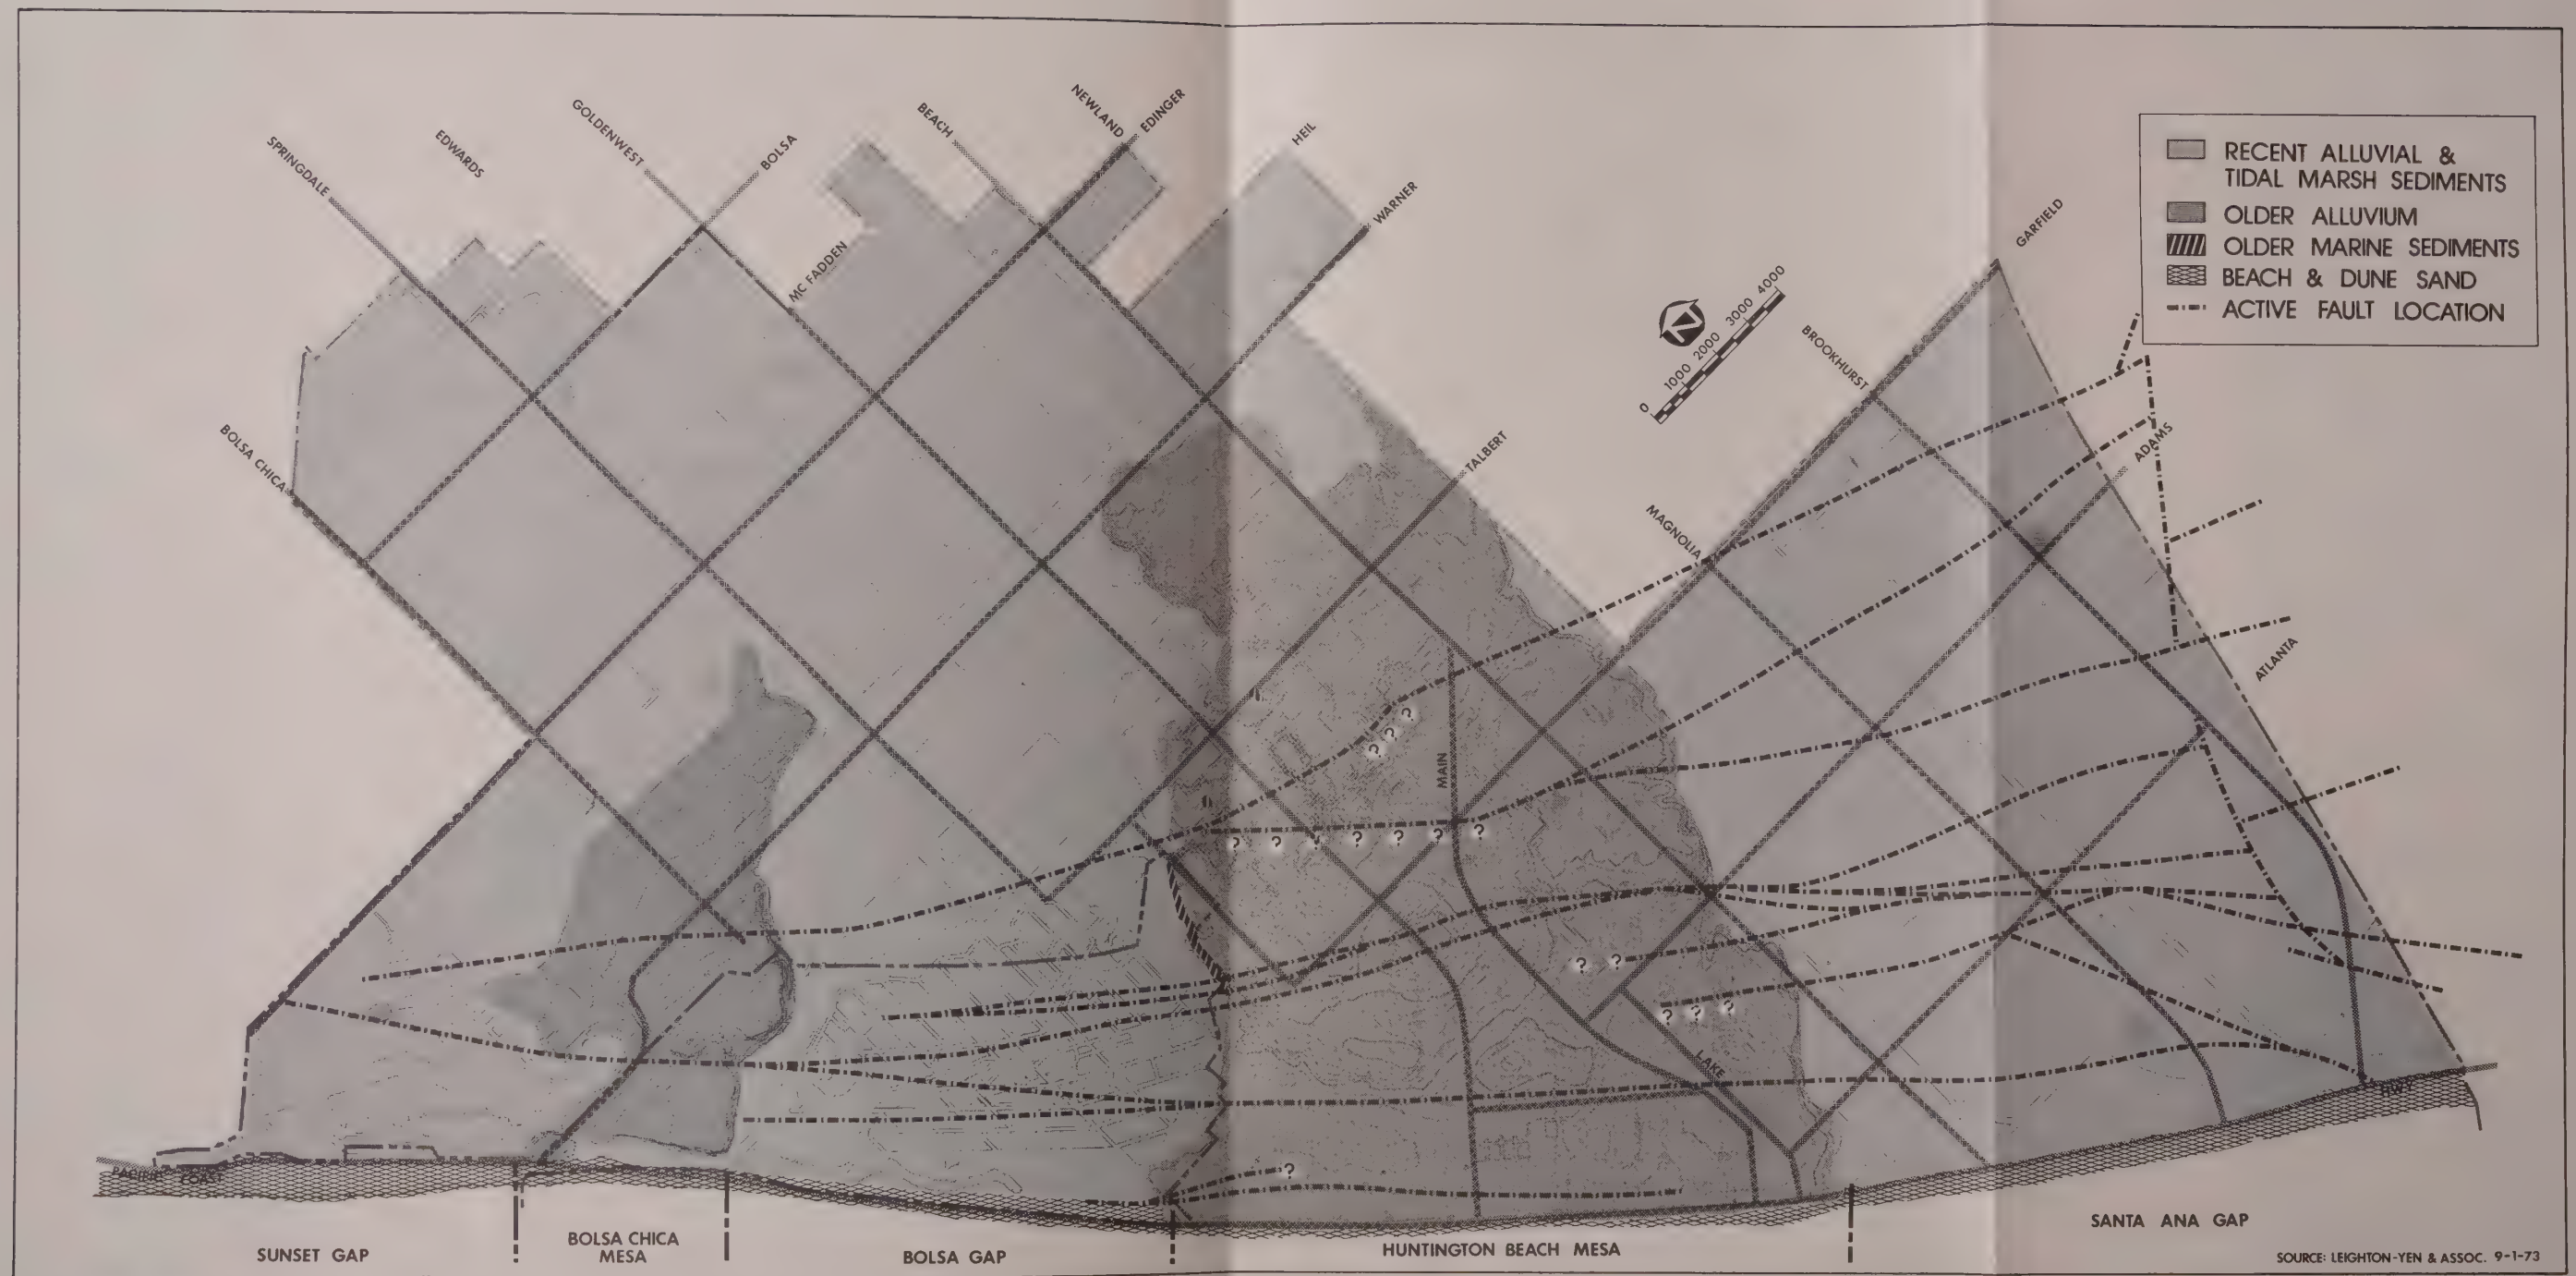 SPRINGDALE
EDWARDS
GOLDENWEST
BOLSA
MC FADDEN
BEACH
NEWLAND
EDINGER
HEIL
WARNER
BOLSA CHICA
TALBERT
MAGNOLIA
BROOKHURST
GARFIELD
ADAMS
ATLANTA
MAIN
LAKE
N
0 1000 2000 3000 4000
RECENT ALLUVIAL &
TIDAL MARSH SEDIMENTS
OLDER ALLUVIUM
OLDER MARINE SEDIMENTS
BEACH & DUNE SAND
ACTIVE FAULT LOCATION
? ? ?
? ? ? ? ? ? ?
? ?
? ? ?
?
PACIFIC COAST
HWY
SUNSET GAP
BOLSA CHICA
MESA
BOLSA GAP
HUNTINGTON BEACH MESA
SANTA ANA GAP
SOURCE: LEIGHTON-YEN & ASSOC. 9-1-73